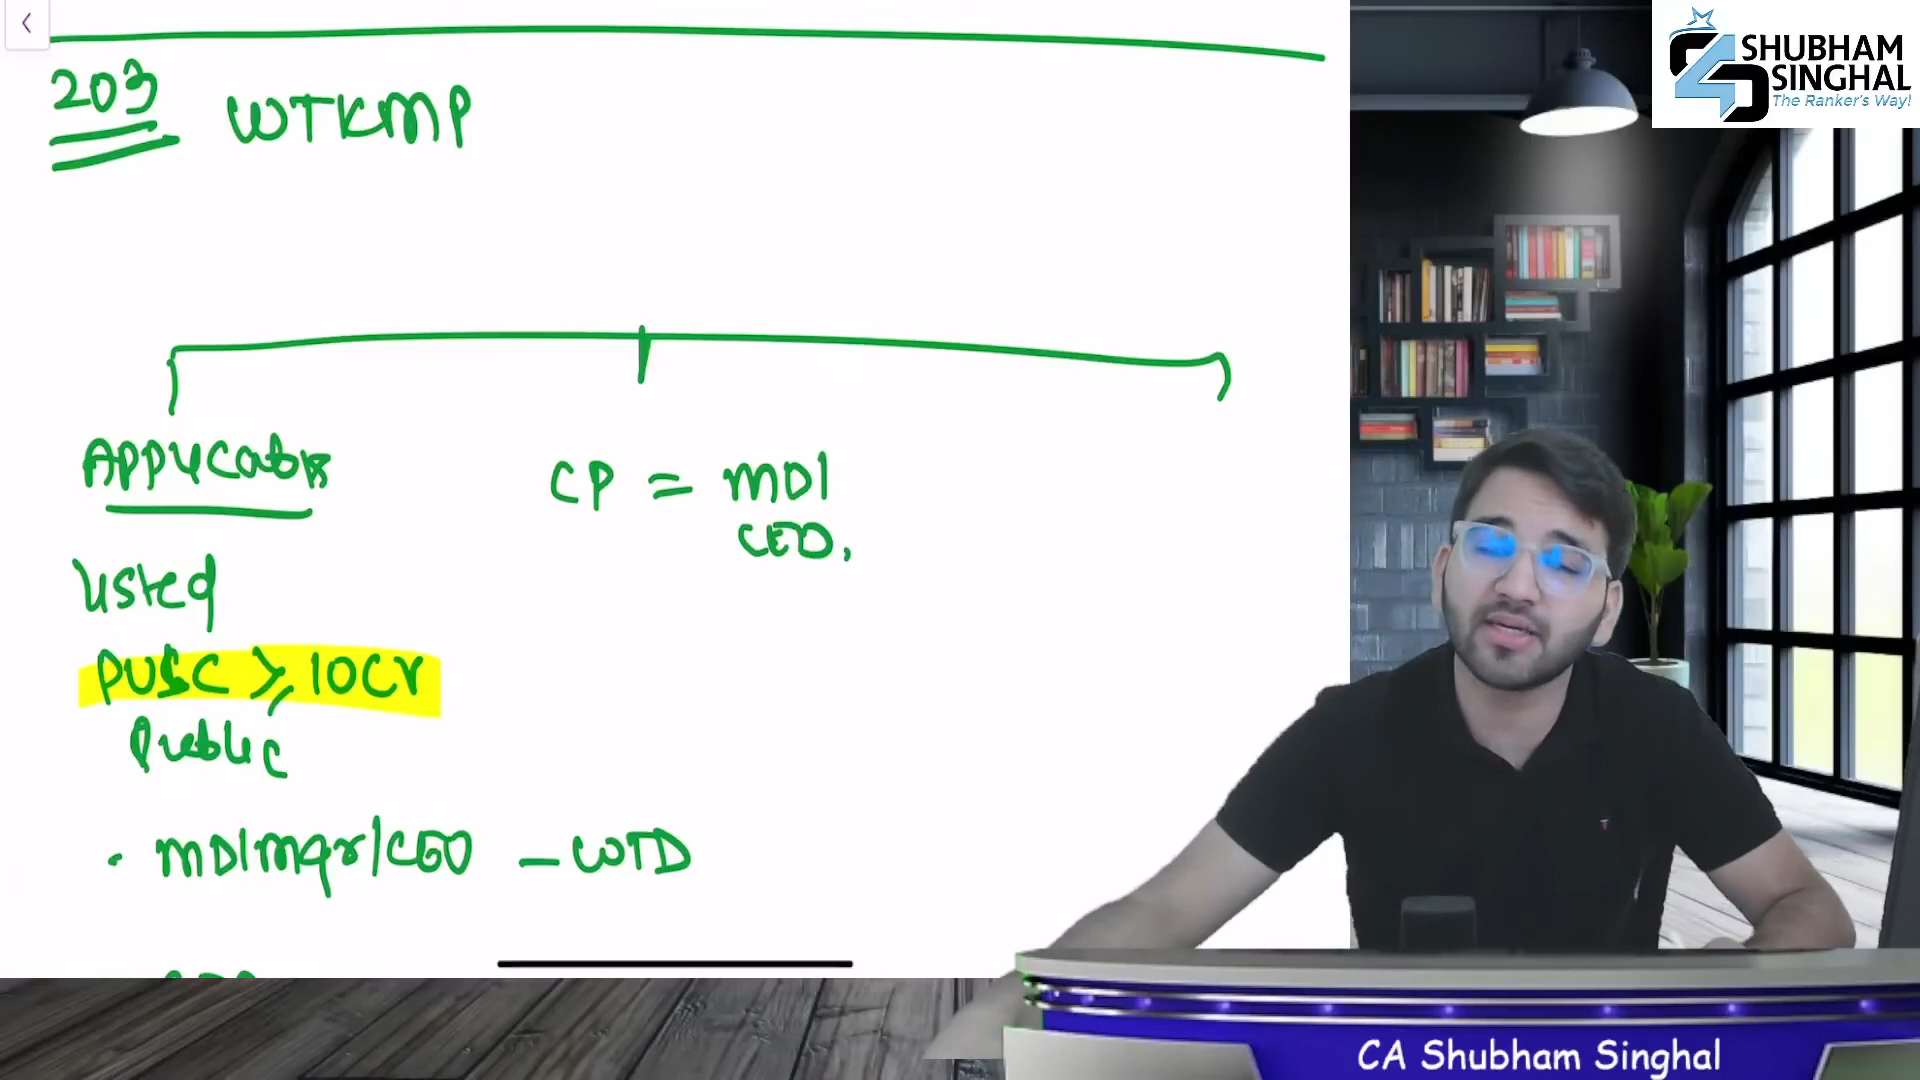 203 WTKMP
SHUBHAM
SINGHAL
The Ranker's Way!
Applicable
CP = MD/
CEO,
Listed
PUSC ≥ 10Cr
Public
• MD/Mgr/CEO - WTD
CA Shubham Singhal